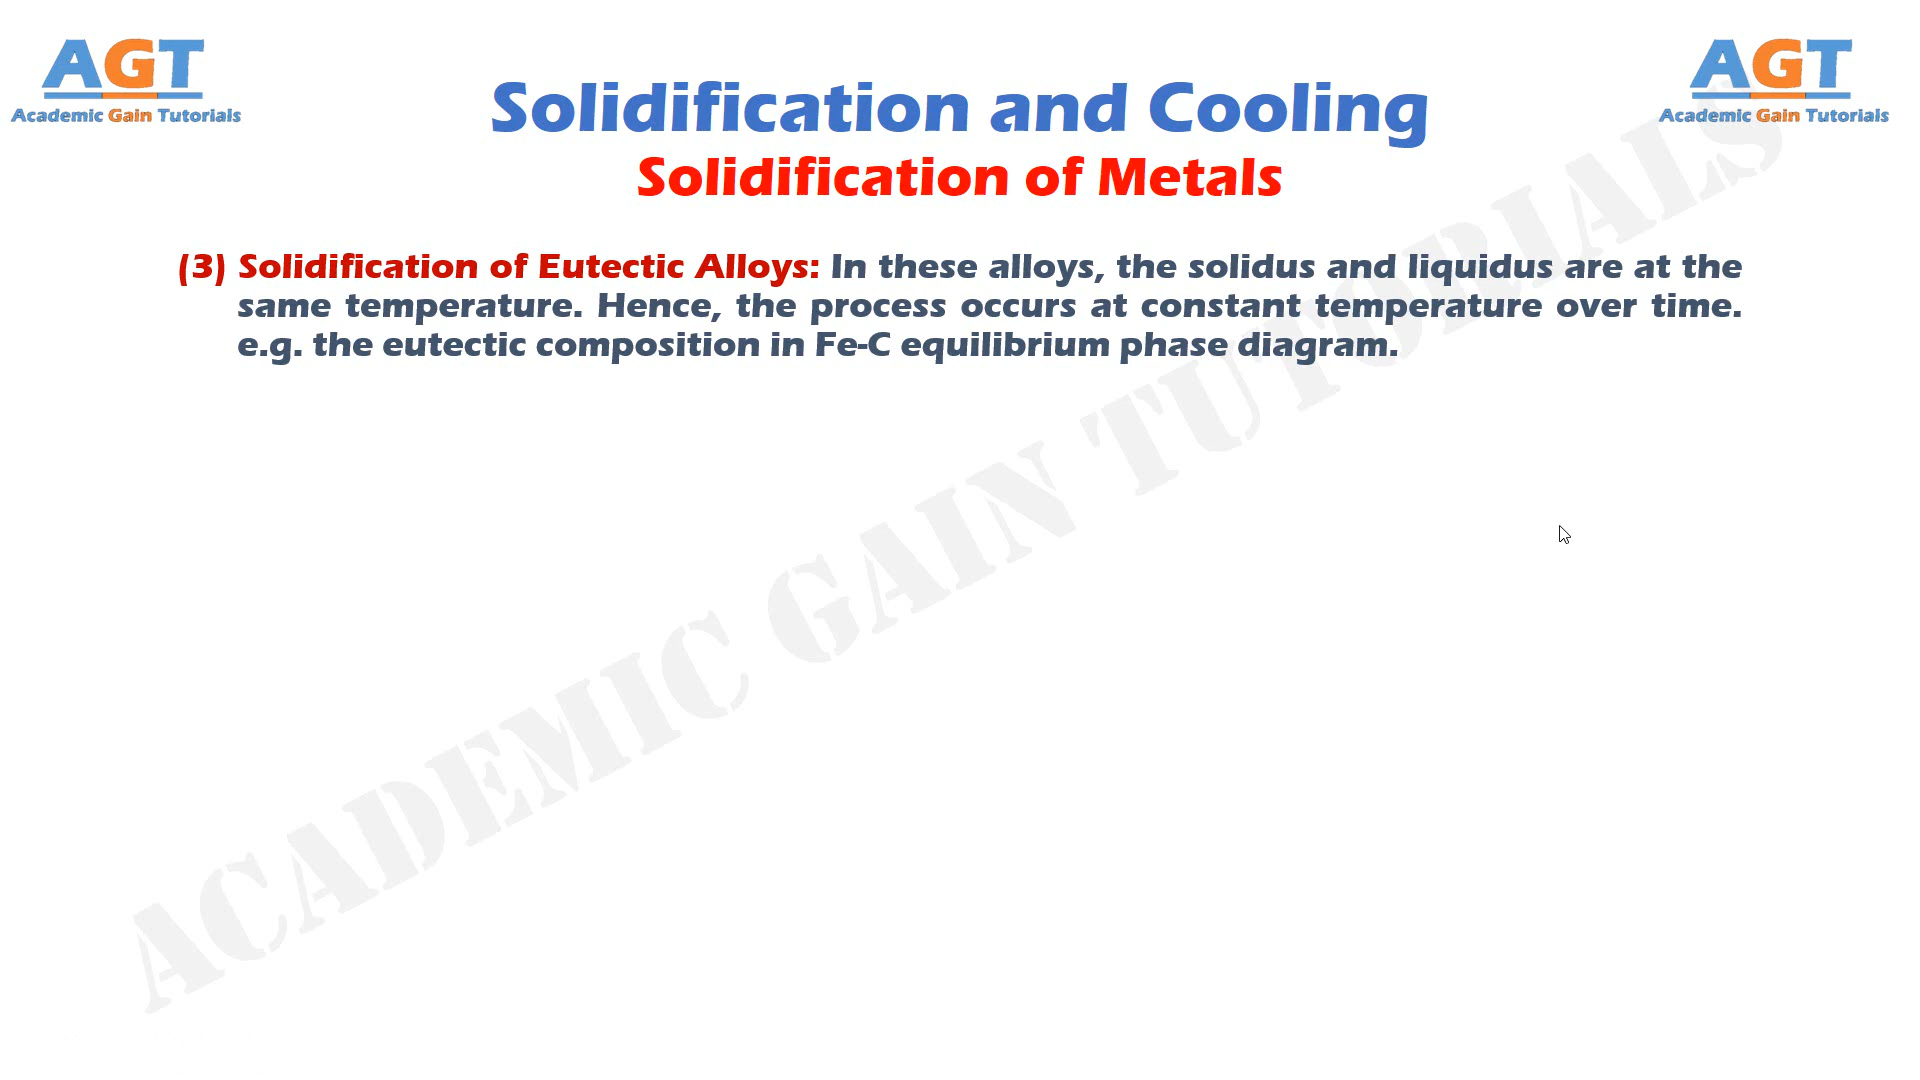 AGT
Academic Gain Tutorials
AGT
Academic Gain Tutorials
Solidification and Cooling
Solidification of Metals
(3) Solidification of Eutectic Alloys: In these alloys, the solidus and liquidus are at the
same temperature. Hence, the process occurs at constant temperature over time.
e.g. the eutectic composition in Fe-C equilibrium phase diagram.
ACADEMIC GAIN TUTORIALS